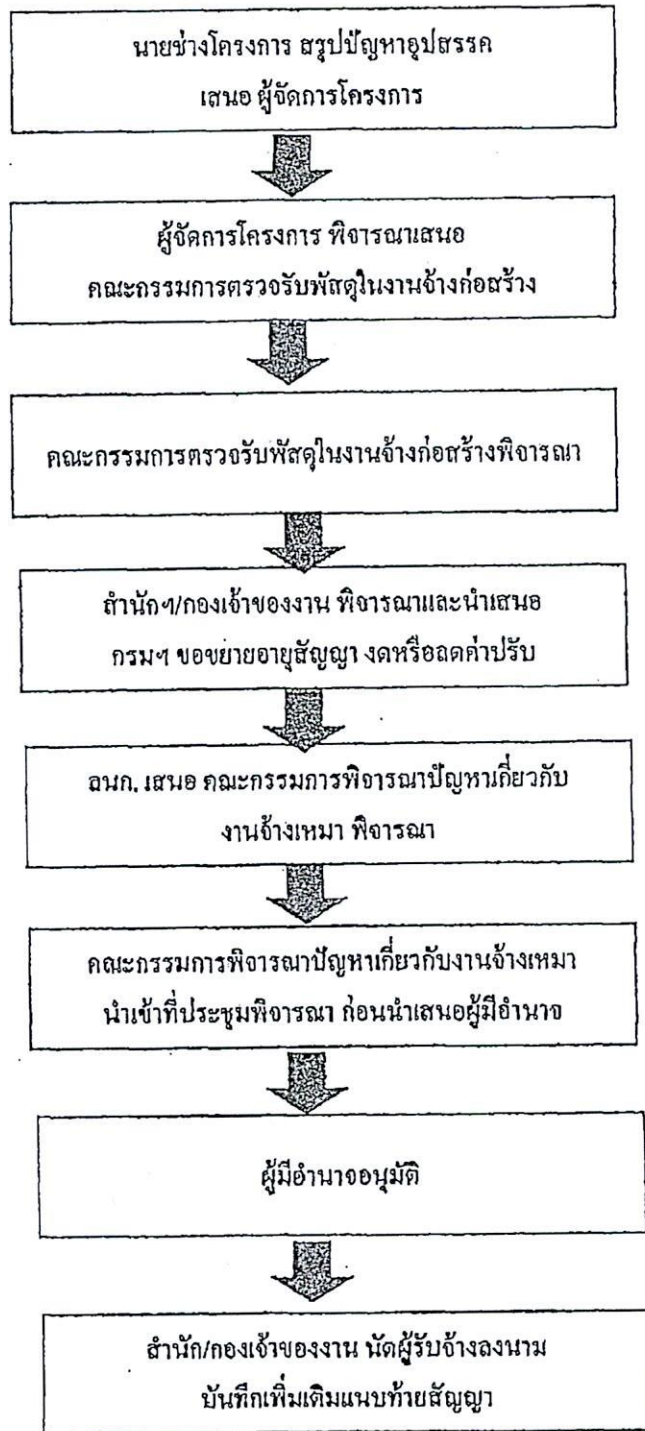 นายช่างโครงการ สรุปปัญหาอุปสรรค
เสนอ ผู้จัดการโครงการ
ผู้จัดการโครงการ พิจารณาเสนอ
คณะกรรมการตรวจรับพัสดุในงานจ้างก่อสร้าง
คณะกรรมการตรวจรับพัสดุในงานจ้างก่อสร้างพิจารณา
สำนักฯ/กองเจ้าของงาน พิจารณาและนำเสนอ
กรมฯ ขอขยายอายุสัญญา งดหรือลดค่าปรับ
ลนก. เสนอ คณะกรรมการพิจารณาปัญหาเกี่ยวกับ
งานจ้างเหมา พิจารณา
คณะกรรมการพิจารณาปัญหาเกี่ยวกับงานจ้างเหมา
นำเข้าที่ประชุมพิจารณา ก่อนนำเสนอผู้มีอำนาจ
ผู้มีอำนาจอนุมัติ
สำนัก/กองเจ้าของงาน นัดผู้รับจ้างลงนาม
บันทึกเพิ่มเติมแนบท้ายสัญญา